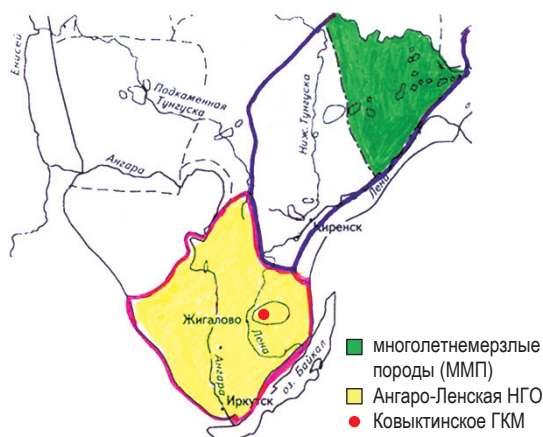 Енисей
Подкаменная
Тунгуска
Ниж. Тунгуска
Ангара
Лена
Киренск
Жигалово
Лена
Ангара
оз. Байкал
Иркутск
многолетнемерзлые
породы (ММП)
Ангаро-Ленская НГО
Ковыктинское ГКМ